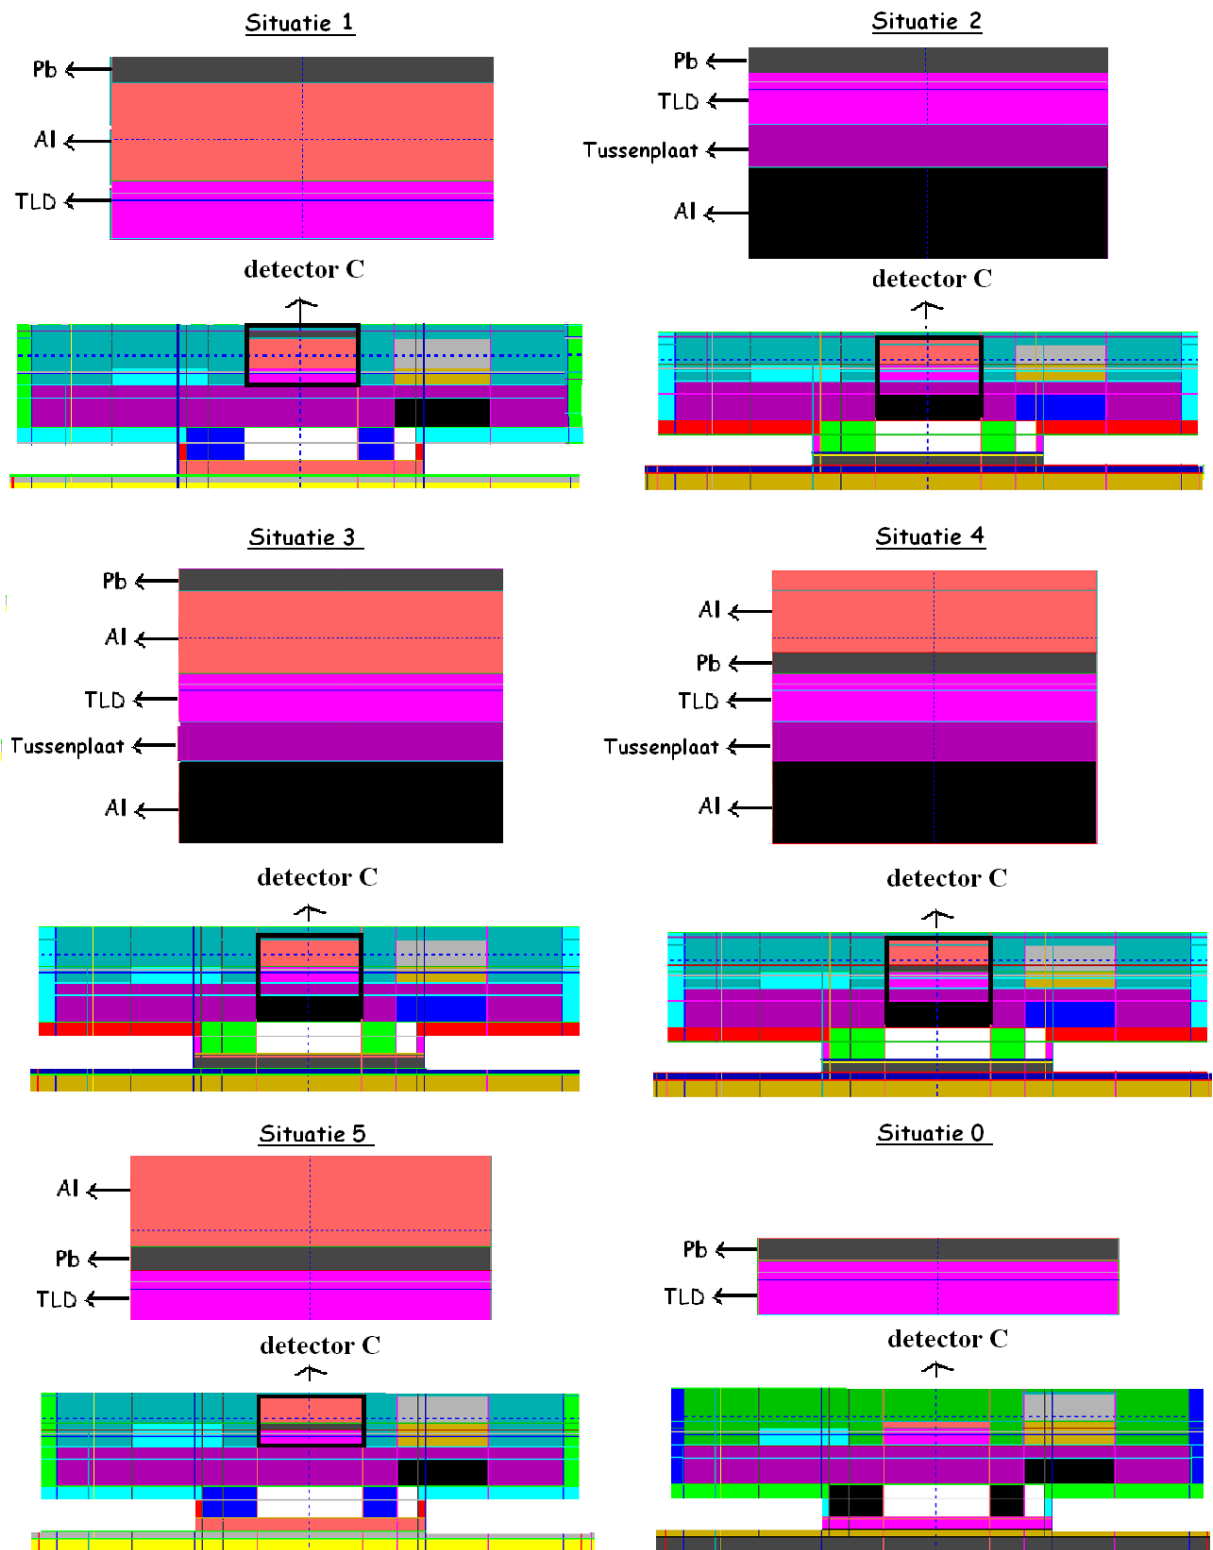 Situatie 1
Pb
Al
TLD
detector C
Situatie 2
Pb
TLD
Tussenplaat
Al
detector C
Situatie 3
Pb
Al
TLD
Tussenplaat
Al
detector C
Situatie 4
Al
Pb
TLD
Tussenplaat
Al
detector C
Situatie 5
Al
Pb
TLD
detector C
Situatie 0
Pb
TLD
detector C